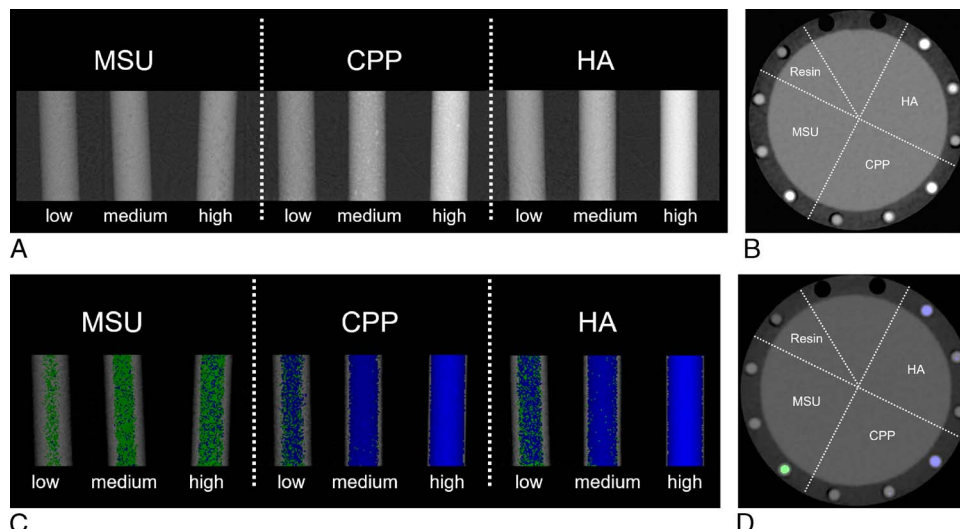 MSU CPP HA
low medium high low medium high low medium high
A
Resin
HA
MSU
CPP
B
MSU CPP HA
low medium high low medium high low medium high
C
Resin
HA
MSU
CPP
D